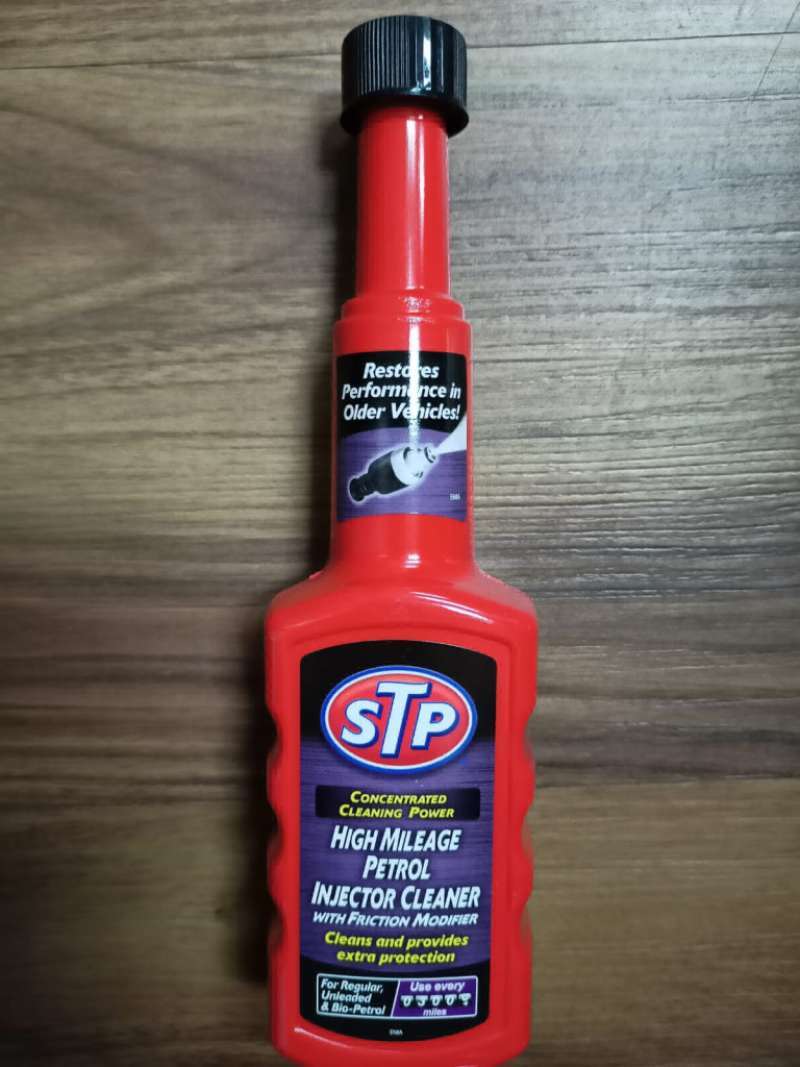 Restores
Performance in
Older Vehicles!
STP
CONCENTRATED
CLEANING POWER
HIGH MILEAGE
PETROL
INJECTOR CLEANER
WITH FRICTION MODIFIER
Cleans and provides
extra protection
For Regular,
Unleaded
& Bio-Petrol
Use every
miles